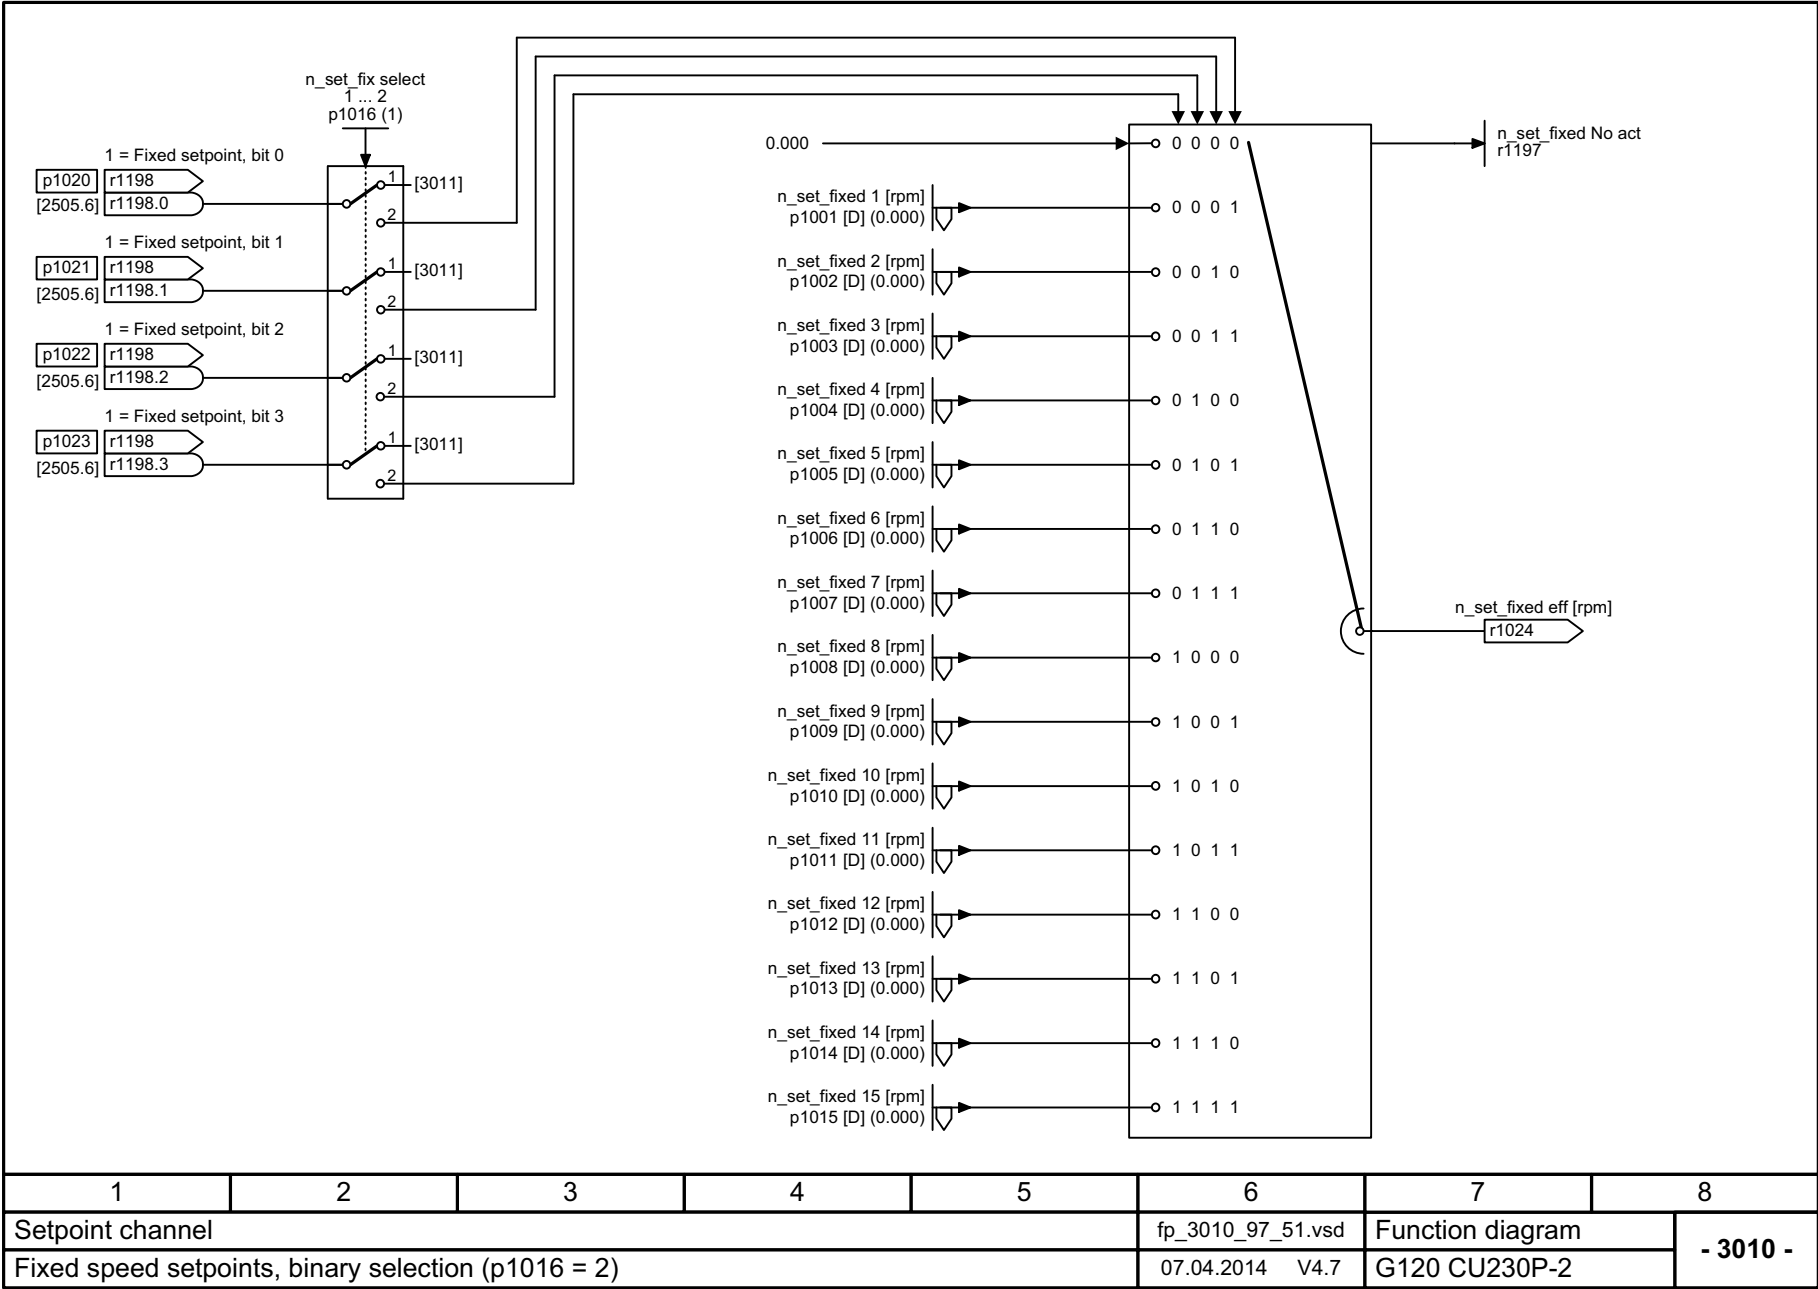 n_set_fix select
1 ... 2
p1016 (1)
1 = Fixed setpoint, bit 0
p1020 r1198
[2505.6] r1198.0
1 [3011]
2
1 = Fixed setpoint, bit 1
p1021 r1198
[2505.6] r1198.1
1 [3011]
2
1 = Fixed setpoint, bit 2
p1022 r1198
[2505.6] r1198.2
1 [3011]
2
1 = Fixed setpoint, bit 3
p1023 r1198
[2505.6] r1198.3
1 [3011]
2
0.000 0 0 0 0
n_set_fixed No act
r1197
n_set_fixed 1 [rpm]
p1001 [D] (0.000) 0 0 0 1
n_set_fixed 2 [rpm]
p1002 [D] (0.000) 0 0 1 0
n_set_fixed 3 [rpm]
p1003 [D] (0.000) 0 0 1 1
n_set_fixed 4 [rpm]
p1004 [D] (0.000) 0 1 0 0
n_set_fixed 5 [rpm]
p1005 [D] (0.000) 0 1 0 1
n_set_fixed 6 [rpm]
p1006 [D] (0.000) 0 1 1 0
n_set_fixed 7 [rpm]
p1007 [D] (0.000) 0 1 1 1
n_set_fixed eff [rpm]
r1024
n_set_fixed 8 [rpm]
p1008 [D] (0.000) 1 0 0 0
n_set_fixed 9 [rpm]
p1009 [D] (0.000) 1 0 0 1
n_set_fixed 10 [rpm]
p1010 [D] (0.000) 1 0 1 0
n_set_fixed 11 [rpm]
p1011 [D] (0.000) 1 0 1 1
n_set_fixed 12 [rpm]
p1012 [D] (0.000) 1 1 0 0
n_set_fixed 13 [rpm]
p1013 [D] (0.000) 1 1 0 1
n_set_fixed 14 [rpm]
p1014 [D] (0.000) 1 1 1 0
n_set_fixed 15 [rpm]
p1015 [D] (0.000) 1 1 1 1
1 2 3 4 5 6 7 8
Setpoint channel fp_3010_97_51.vsd Function diagram
- 3010 -
Fixed speed setpoints, binary selection (p1016 = 2) 07.04.2014 V4.7 G120 CU230P-2